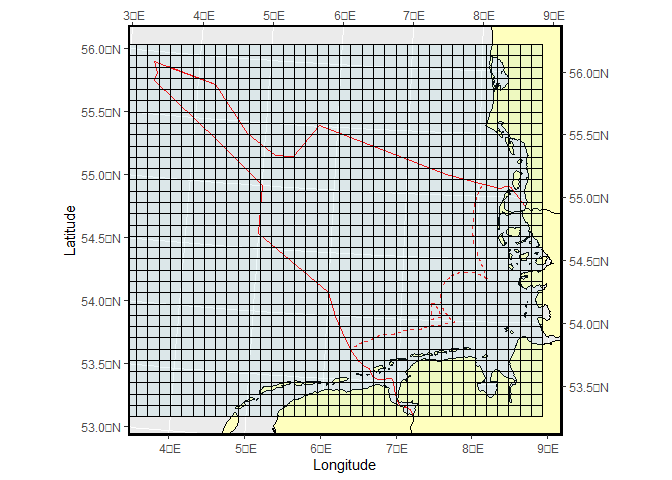 3□E 4□E 5□E 6□E 7□E 8□E 9□E
56.0□N
55.5□N
55.0□N
54.5□N
54.0□N
53.5□N
53.0□N
Latitude
56.0□N
55.5□N
55.0□N
54.5□N
54.0□N
53.5□N
4□E 5□E 6□E 7□E 8□E 9□E
Longitude